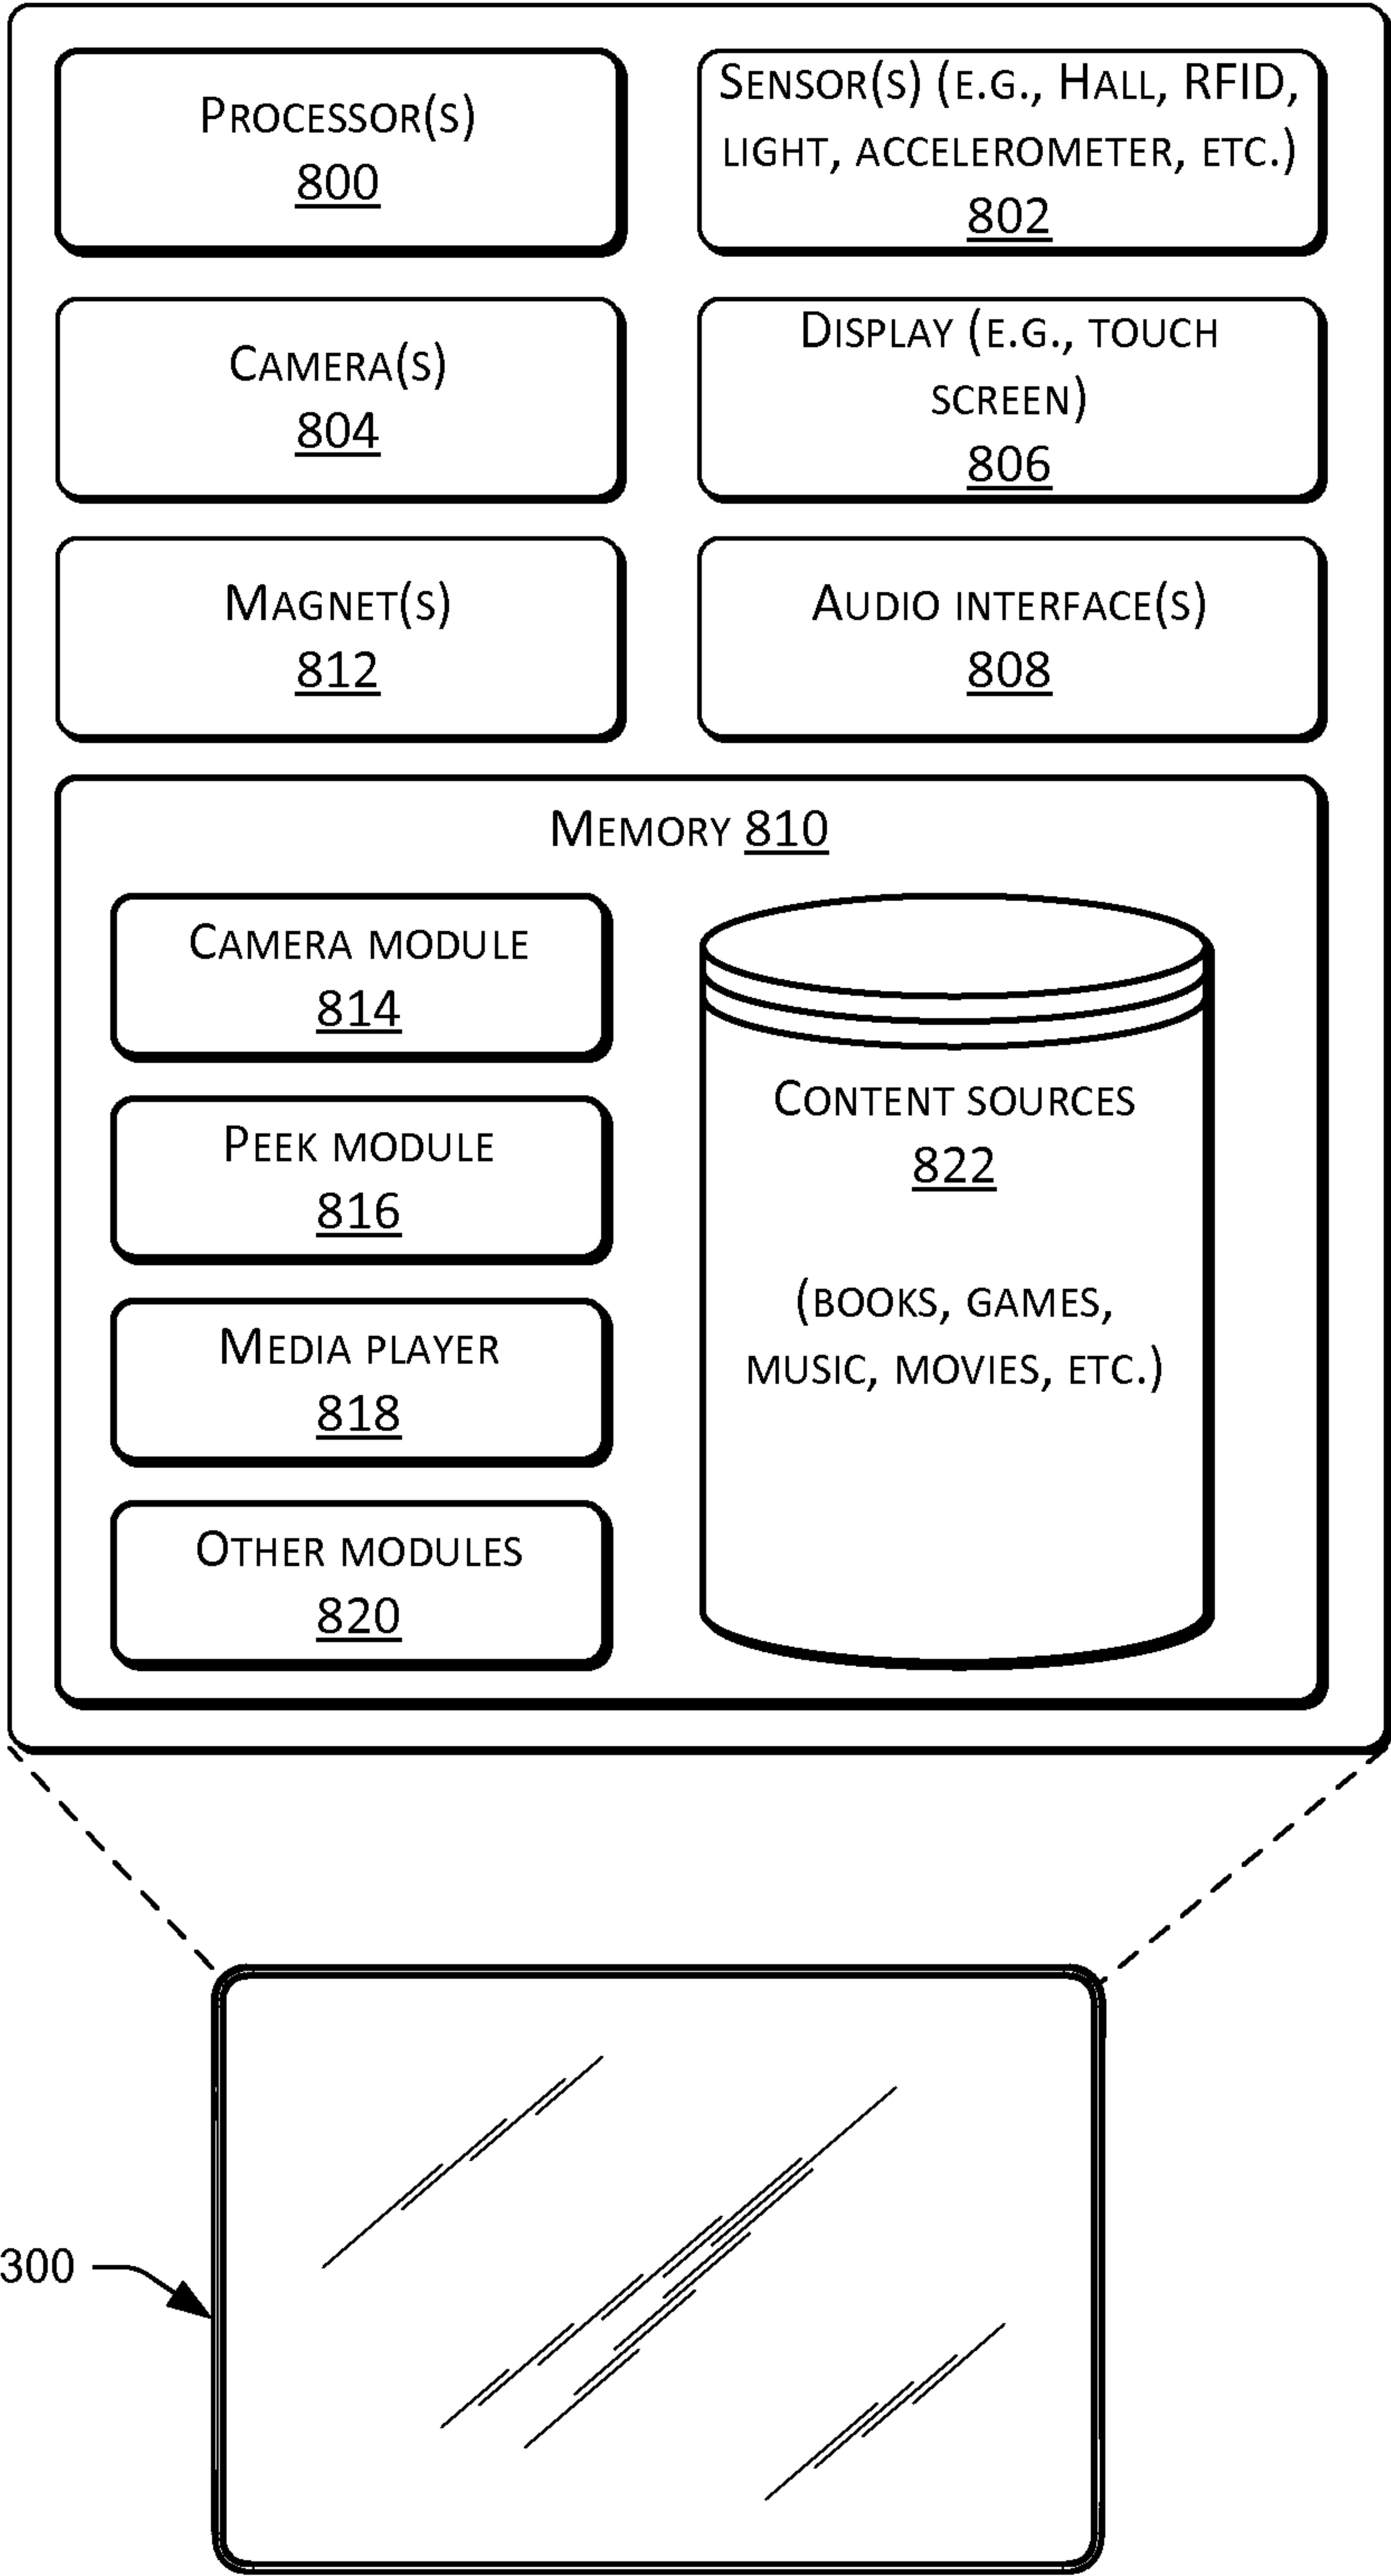 PROCESSOR(S)
800
SENSOR(S) (E.G., HALL, RFID,
LIGHT, ACCELEROMETER, ETC.)
802
CAMERA(S)
804
DISPLAY (E.G., TOUCH
SCREEN)
806
MAGNET(S)
812
AUDIO INTERFACE(S)
808
MEMORY 810
CAMERA MODULE
814
PEEK MODULE
816
MEDIA PLAYER
818
OTHER MODULES
820
CONTENT SOURCES
822
(BOOKS, GAMES,
MUSIC, MOVIES, ETC.)
300